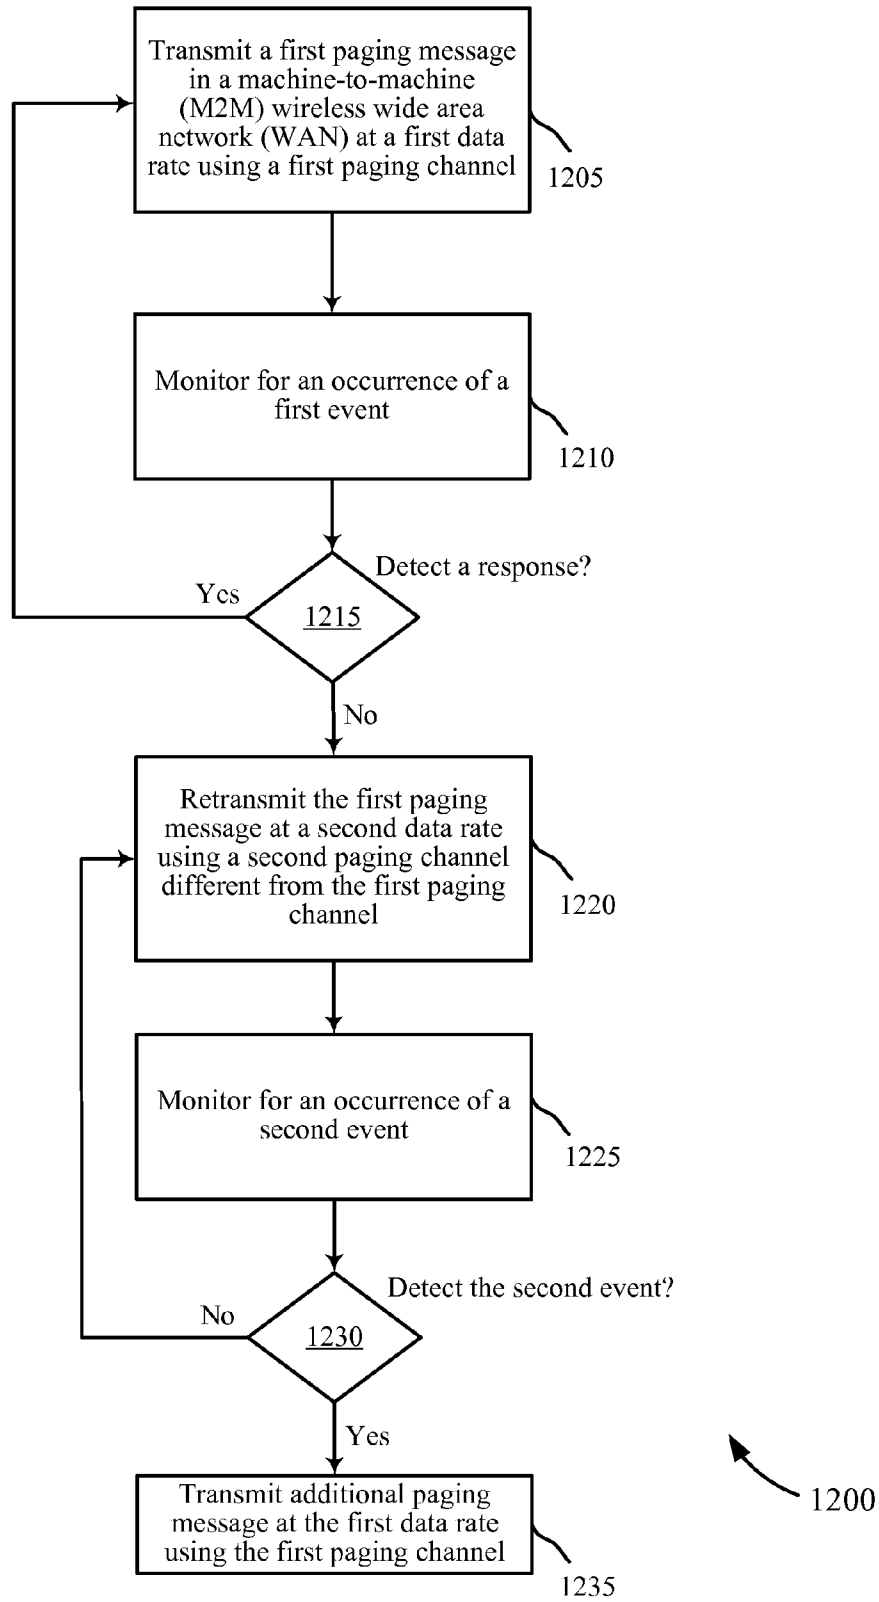 Transmit a first paging message
in a machine-to-machine
(M2M) wireless wide area
network (WAN) at a first data
rate using a first paging channel
1205
Monitor for an occurrence of a
first event
1210
Detect a response?
Yes
1215
No
Retransmit the first paging
message at a second data rate
using a second paging channel
different from the first paging
channel
1220
Monitor for an occurrence of a
second event
1225
Detect the second event?
No
1230
Yes
Transmit additional paging
message at the first data rate
using the first paging channel
1235
1200